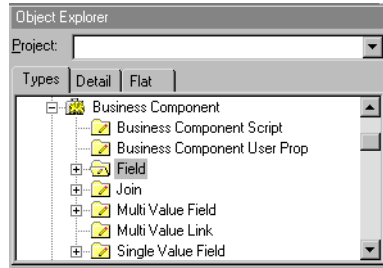 Object Explorer
Project:
Types Detail Flat
Business Component
Business Component Script
Business Component User Prop
Field
Join
Multi Value Field
Multi Value Link
Single Value Field